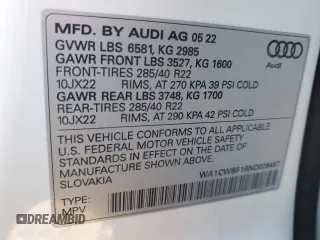 MFD. BY AUDI AG 05 22
GVWR LBS 6581, KG 2985
GAWR FRONT LBS 3527, KG 1600
FRONT-TIRES 285/40 R22
10JX22 RIMS, AT 270 KPA 39 PSI COLD
GAWR REAR LBS 3748, KG 1700
REAR-TIRES 285/40 R22
10JX22 RIMS, AT 290 KPA 42 PSI COLD
Audi
THIS VEHICLE CONFORMS TO ALL APPLICABLE
U.S. FEDERAL MOTOR VEHICLE SAFETY
STANDARDS IN EFFECT ON THE DATE OF
MANUFACTURE SHOWN ABOVE.
SLOVAKIA
TYPE:
MPV
DREAMBID